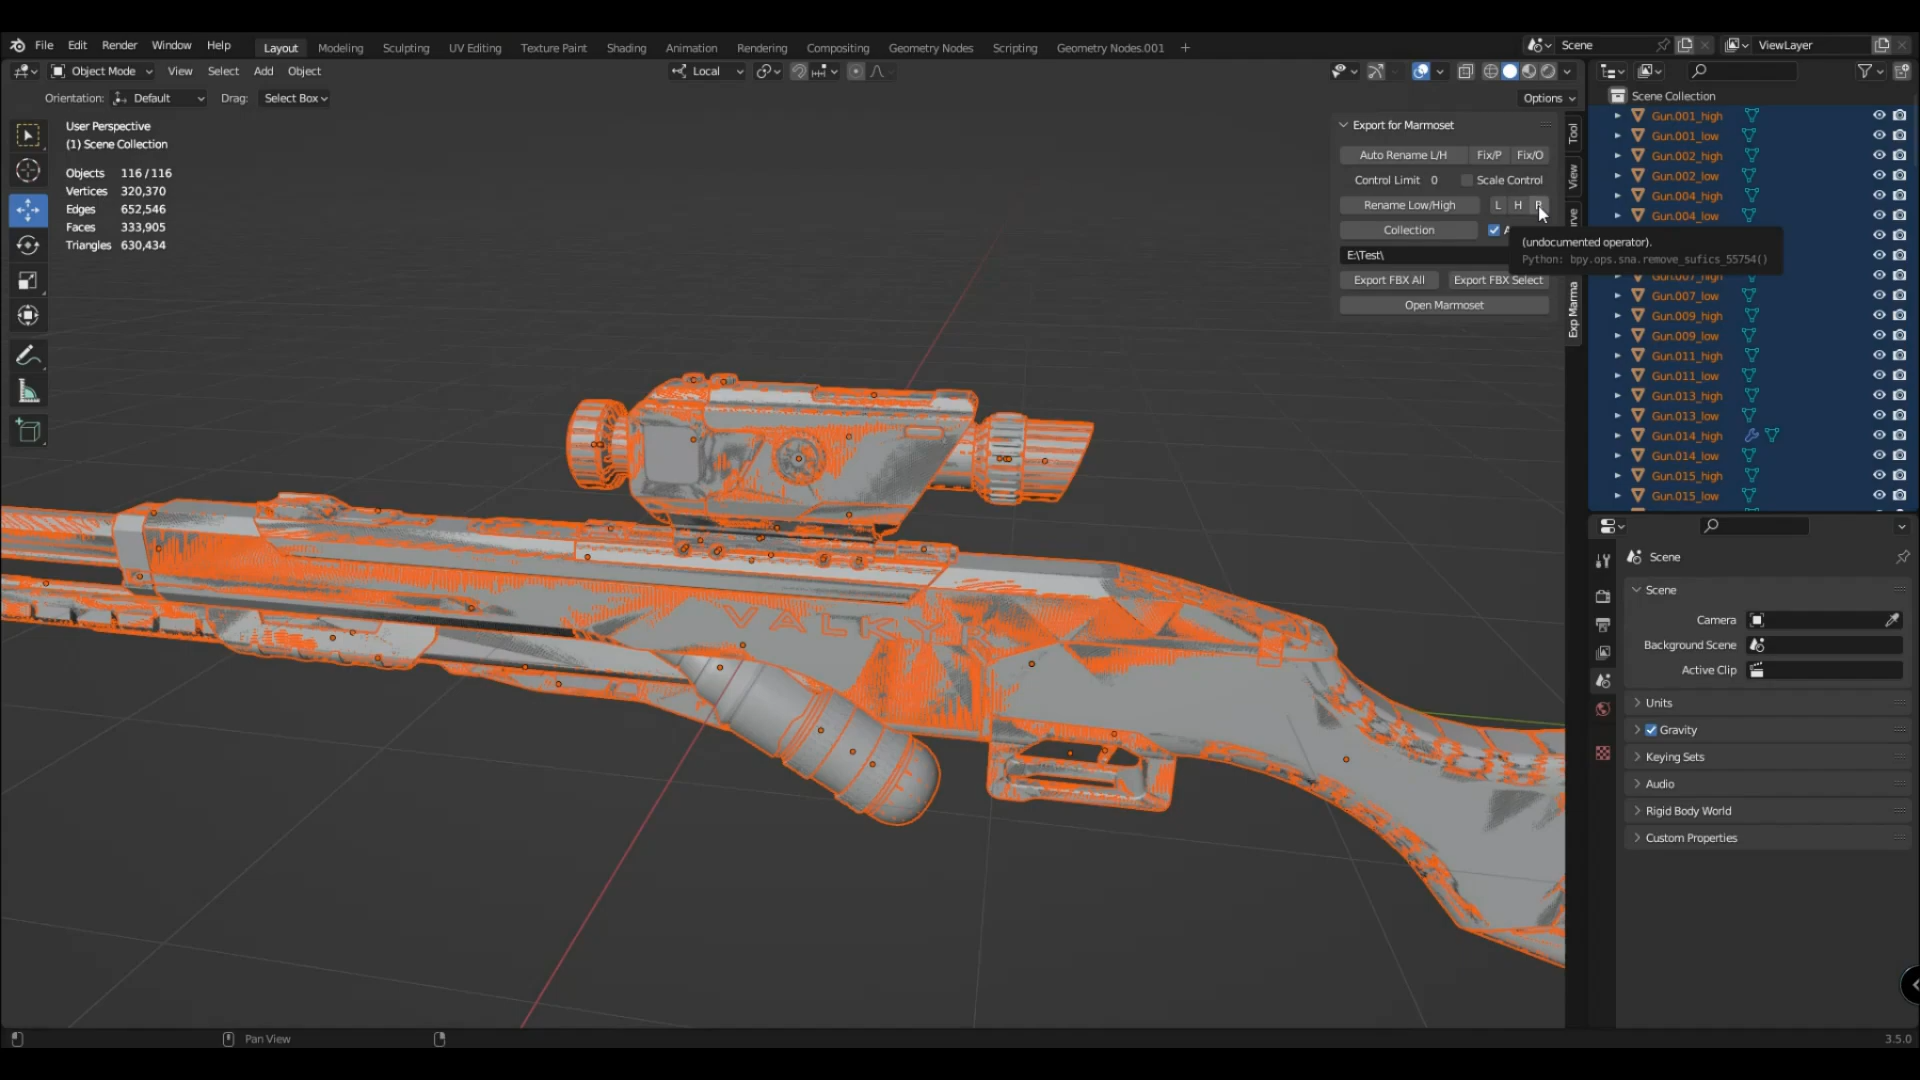 File Edit Render Window Help
Layout Modeling Sculpting UV Editing Texture Paint Shading Animation Rendering Compositing Geometry Nodes Scripting Geometry Nodes.001 +
Scene
ViewLayer
Object Mode View Select Add Object
Local
Orientation: Default Drag: Select Box
Options
User Perspective
(1) Scene Collection
Objects 116 / 116
Vertices 320,370
Edges 652,546
Faces 333,905
Triangles 630,434
Export for Marmoset
Auto Rename L/H Fix/P Fix/O
Control Limit 0 Scale Control
Rename Low/High L H
Collection
E:\Test\
Export FBX All Export FBX Select
Open Marmoset
(undocumented operator).
Python: bpy.ops.sna.remove_sufics_55754()
Tool
View
Exp Marma
Scene Collection
Gun.001_high
Gun.001_low
Gun.002_high
Gun.002_low
Gun.004_high
Gun.004_low
Gun.007_high
Gun.007_low
Gun.009_high
Gun.009_low
Gun.011_high
Gun.011_low
Gun.013_high
Gun.013_low
Gun.014_high
Gun.014_low
Gun.015_high
Gun.015_low
Scene
Scene
Camera
Background Scene
Active Clip
Units
Gravity
Keying Sets
Audio
Rigid Body World
Custom Properties
Pan View
3.5.0